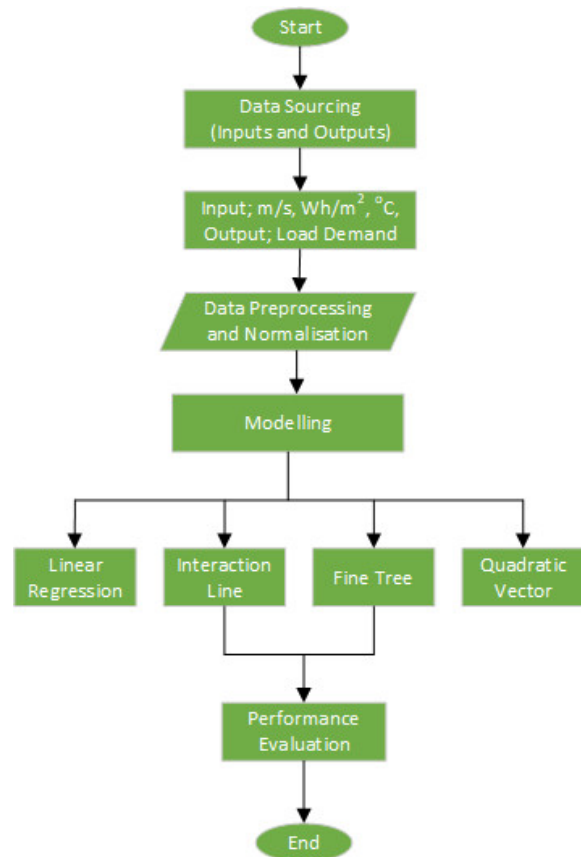 Start
Data Sourcing
(Inputs and Outputs)
Input; m/s, Wh/m², °C,
Output; Load Demand
Data Preprocessing
and Normalisation
Modelling
Linear
Regression
Interaction
Line
Fine Tree
Quadratic
Vector
Performance
Evaluation
End